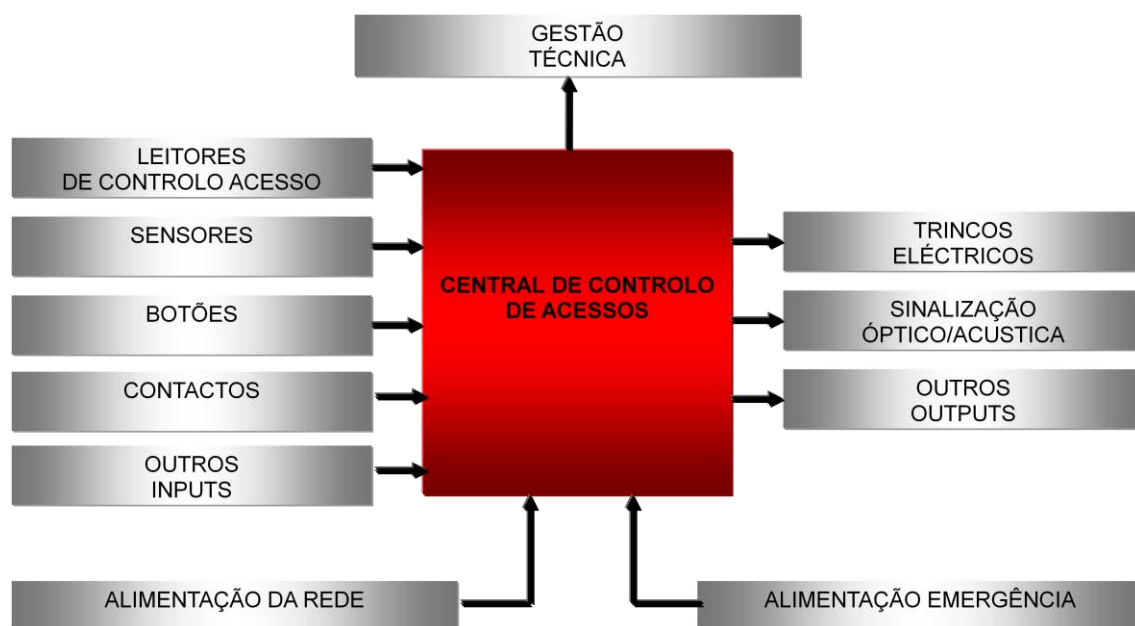 GESTÃO
TÉCNICA
LEITORES
DE CONTROLO ACESSO
SENSORES
BOTÕES
CONTACTOS
OUTROS
INPUTS
CENTRAL DE CONTROLO
DE ACESSOS
TRINCOS
ELÉCTRICOS
SINALIZAÇÃO
ÓPTICO/ACUSTICA
OUTROS
OUTPUTS
ALIMENTAÇÃO DA REDE
ALIMENTAÇÃO EMERGÊNCIA